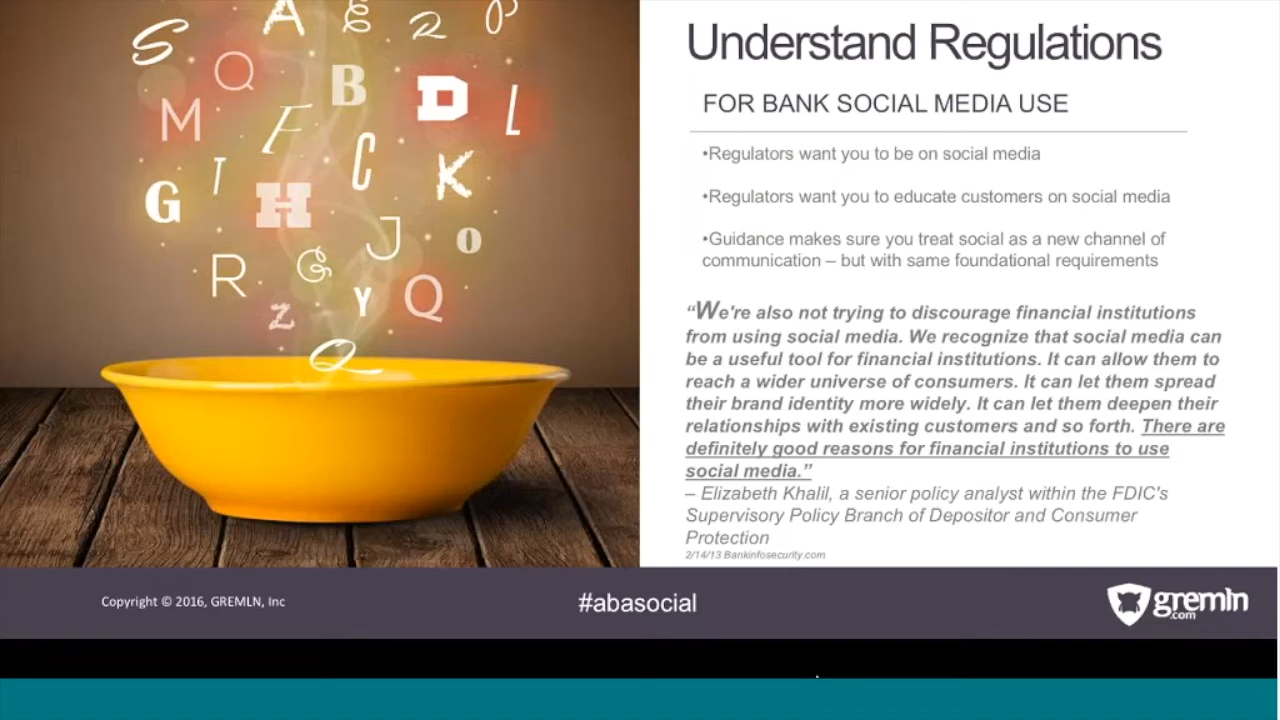 S A E R P
Q B D L
M F C
T K
G H
J O
R G Q
Z Y
Q
Understand Regulations
FOR BANK SOCIAL MEDIA USE
•Regulators want you to be on social media
•Regulators want you to educate customers on social media
•Guidance makes sure you treat social as a new channel of
communication – but with same foundational requirements
“We're also not trying to discourage financial institutions
from using social media. We recognize that social media can
be a useful tool for financial institutions. It can allow them to
reach a wider universe of consumers. It can let them spread
their brand identity more widely. It can let them deepen their
relationships with existing customers and so forth. There are
definitely good reasons for financial institutions to use
social media.”
– Elizabeth Khalil, a senior policy analyst within the FDIC's
Supervisory Policy Branch of Depositor and Consumer
Protection
2/14/13 Bankinfosecurity.com
Copyright © 2016, GREMLN, Inc
#abasocial
gremln
.com